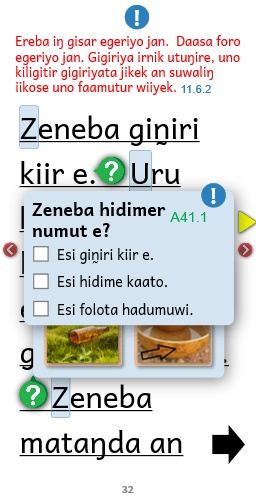 Ereba iŋ gisar egeriyo jan. Daasa foro
egeriyo jan. Gigiriya irnik utuŋire, uno
kiligitir gigiriyata jikek an suwaliŋ
iikose uno faamutur wiiyek. 11.6.2
Zeneba giŋiri
kiir e. Uru
Zeneba hidimer
numut e? A41.1
Esi giŋiri kiir e.
Esi hidime kaato.
Esi folota hadumuwi.
Zeneba
mataŋda an
32